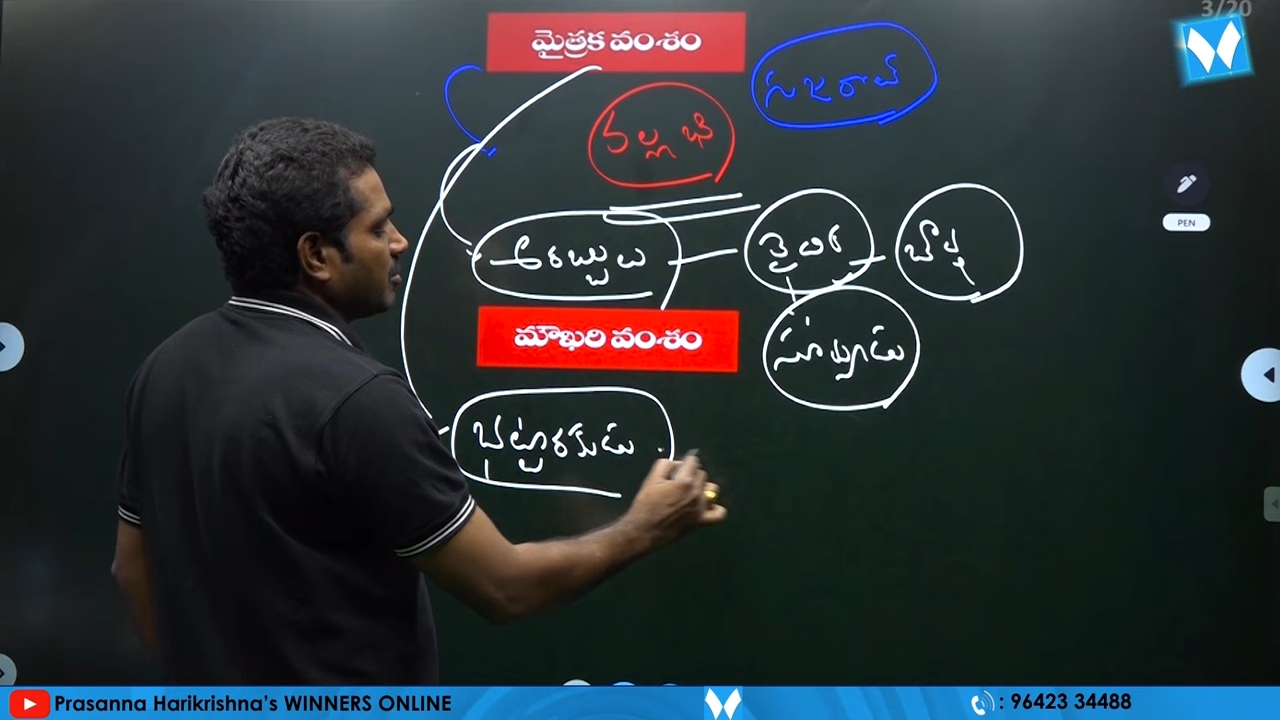 3/20
మైత్రక వంశం
గుజరాత్
వల్లభి
అరబ్బులు
జైన
బౌద్ధ
PEN
మౌఖరి వంశం
సూర్యుడు
భట్టారకుడు
Prasanna Harikrishna's WINNERS ONLINE
: 96423 34488